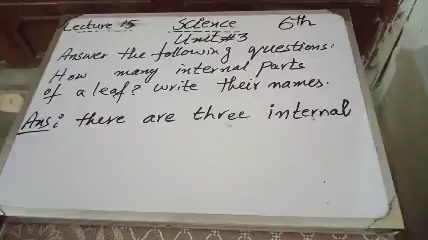 Lecture 15 Science 6th
Unit #3
Answer the following questions.
How many internal parts
of a leaf? write their names.
Ans: there are three internal